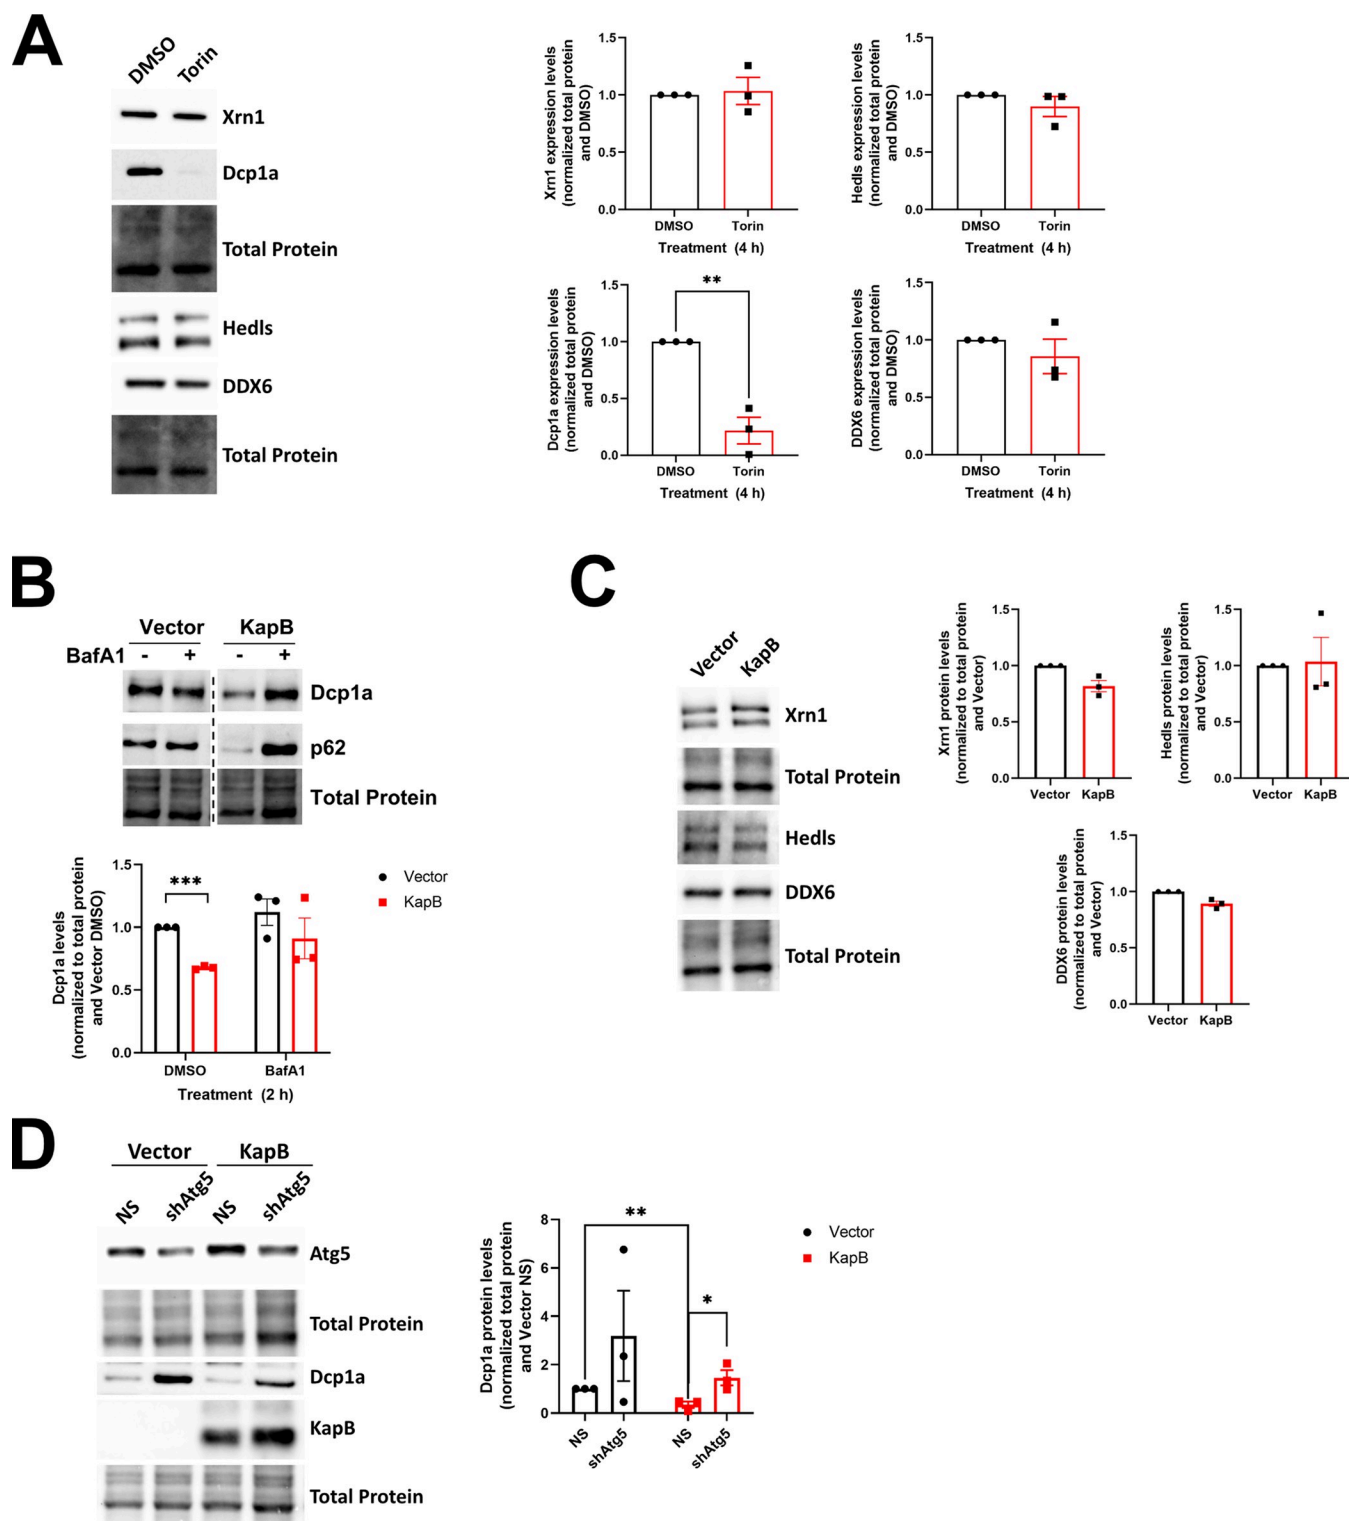 A
DMSO
Torin
Xrn1
Dcp1a
Total Protein
Hedls
DDX6
Total Protein
Xrn1 expression levels
(normalized total protein
and DMSO)
1.5
1.0
0.5
0.0
DMSO
Torin
Treatment (4 h)
Hedls expression levels
(normalized total protein
and DMSO)
1.5
1.0
0.5
0.0
DMSO
Torin
Treatment (4 h)
Dcp1a expression levels
(normalized total protein
and DMSO)
1.5
1.0
0.5
0.0
**
DMSO
Torin
Treatment (4 h)
DDX6 expression levels
(normalized total protein
and DMSO)
1.5
1.0
0.5
0.0
DMSO
Torin
Treatment (4 h)
B
Vector KapB
BafA1 - + - +
Dcp1a
p62
Total Protein
Dcp1a levels
(normalized to total protein
and Vector DMSO)
1.5
1.0
0.5
0.0
***
DMSO
BafA1
Treatment (2 h)
Vector
KapB
C
Vector
KapB
Xrn1
Total Protein
Hedls
DDX6
Total Protein
Xrn1 protein levels
(normalized to total protein
and Vector)
1.5
1.0
0.5
0.0
Vector KapB
Hedls protein levels
(normalized to total protein
and Vector)
1.5
1.0
0.5
0.0
Vector KapB
DDX6 protein levels
(normalized to total protein
and Vector)
1.5
1.0
0.5
0.0
Vector KapB
D
Vector KapB
NS
shAtg5
NS
shAtg5
Atg5
Total Protein
Dcp1a
KapB
Total Protein
Dcp1a protein levels
(normalized total protein
and Vector NS)
8
6
4
2
0
**
*
NS
shAtg5
NS
shAtg5
Vector
KapB